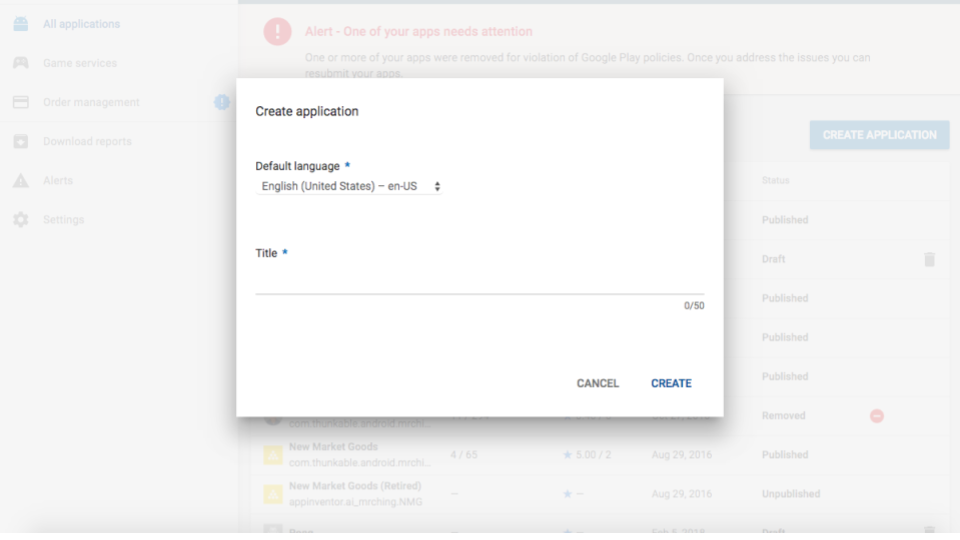 All applications
Game services
Order management
Download reports
Alerts
Settings
Alert - One of your apps needs attention
One or more of your apps were removed for violation of Google Play policies. Once you can address the issues you can
resubmit your apps.
CREATE APPLICATION
Create application
Default language *
English (United States) – en-US
Title *
0/50
CANCEL CREATE
Status
Published
Draft
Published
Published
Published
Removed
com.thunkable.android.mrchi...
New Market Goods
com.thunkable.android.mrchi... 4 / 65 ★ 5.00 / 2 Aug 29, 2016 Published
New Market Goods (Retired)
appinventor.ai_mrching.NMG – ★ – Aug 29, 2016 Unpublished